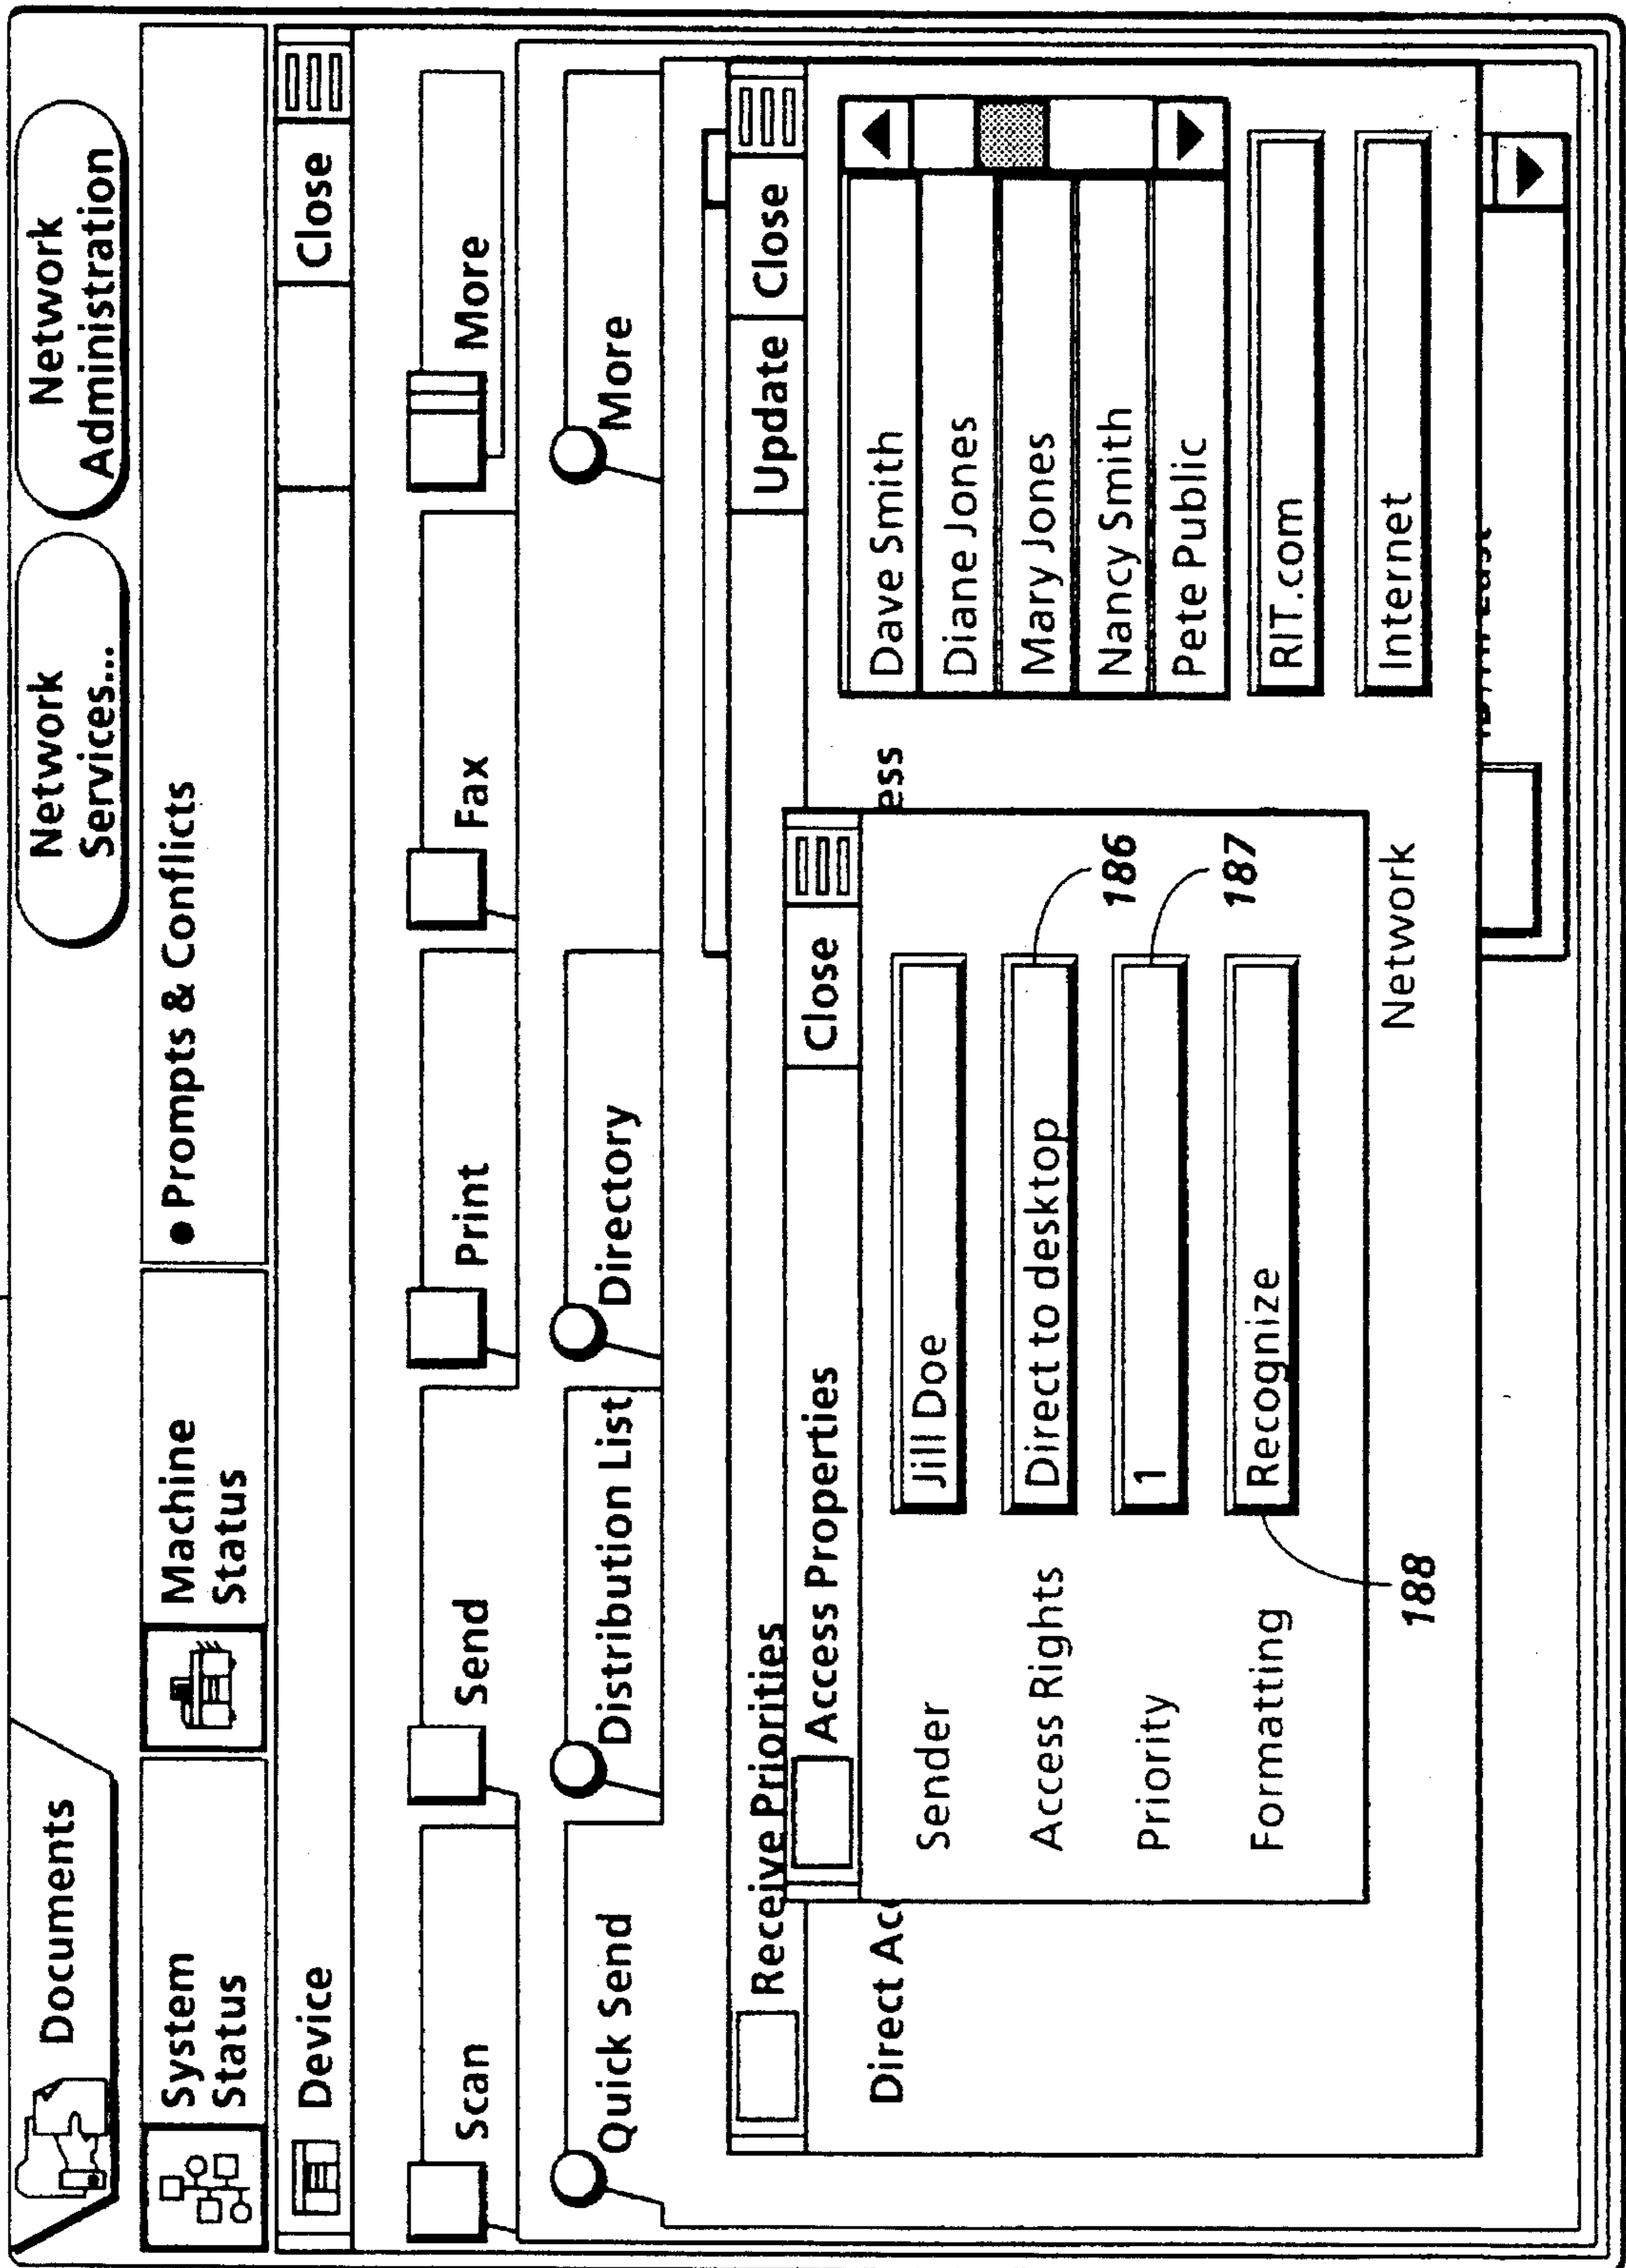 Documents
Network
Services...
Network
Administration
System
Status
Machine
Status
● Prompts & Conflicts
Device
Close
Scan
Send
Print
Fax
More
Quick Send
Distribution List
Directory
More
Receive Priorities
Update
Close
Direct Acc
ess
Access Properties
Close
Sender
Jill Doe
Access Rights
Direct to desktop
186
Priority
1
187
Formatting
Recognize
188
Dave Smith
Diane Jones
Mary Jones
Nancy Smith
Pete Public
RIT.com
Network
Internet